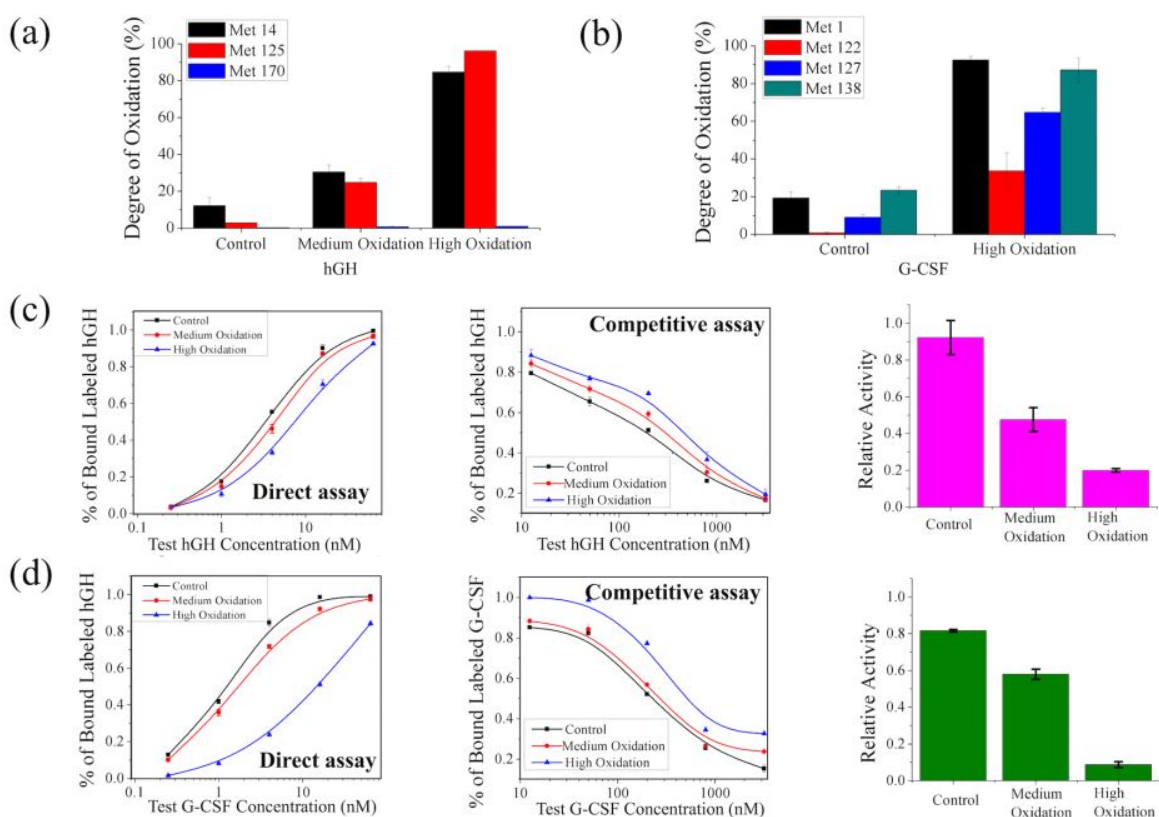 (a)
Degree of Oxidation (%)
100
80
60
40
20
0
Met 14
Met 125
Met 170
Control
Medium Oxidation
High Oxidation
hGH
(b)
Degree of Oxidation (%)
100
80
60
40
20
0
Met 1
Met 122
Met 127
Met 138
Control
High Oxidation
G-CSF
(c)
% of Bound Labeled hGH
1.0
0.8
0.6
0.4
0.2
0.0
Control
Medium Oxidation
High Oxidation
Direct assay
0.1
1
10
Test hGH Concentration (nM)
% of Bound Labeled hGH
1.0
0.8
0.6
0.4
0.2
Competitive assay
Control
Medium Oxidation
High Oxidation
10
100
1000
Test hGH Concentration (nM)
Relative Activity
1.0
0.8
0.6
0.4
0.2
0.0
Control
Medium
Oxidation
High
Oxidation
(d)
% of Bound Labeled hGH
1.0
0.8
0.6
0.4
0.2
0.0
Control
Medium Oxidation
High Oxidation
Direct assay
0.1
1
10
Test G-CSF Concentration (nM)
% of Bound Labeled G-CSF
1.0
0.8
0.6
0.4
0.2
Competitive assay
Control
Medium Oxidation
High Oxidation
10
100
1000
Test G-CSF Concentration (nM)
Relative Activity
1.0
0.8
0.6
0.4
0.2
0.0
Control
Medium
Oxidation
High
Oxidation